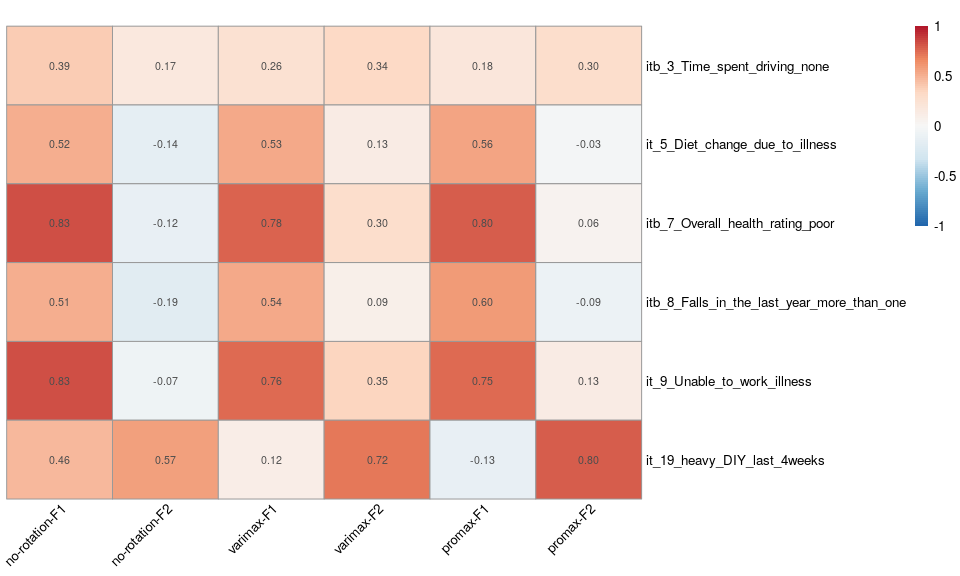 0.39 0.17 0.26 0.34 0.18 0.30 itb_3_Time_spent_driving_none
0.52 -0.14 0.53 0.13 0.56 -0.03 it_5_Diet_change_due_to_illness
0.83 -0.12 0.78 0.30 0.80 0.06 itb_7_Overall_health_rating_poor
0.51 -0.19 0.54 0.09 0.60 -0.09 itb_8_Falls_in_the_last_year_more_than_one
0.83 -0.07 0.76 0.35 0.75 0.13 it_9_Unable_to_work_illness
0.46 0.57 0.12 0.72 -0.13 0.80 it_19_heavy_DIY_last_4weeks
no-rotation-F1 no-rotation-F2 varimax-F1 varimax-F2 promax-F1 promax-F2
1
0.5
0
-0.5
-1